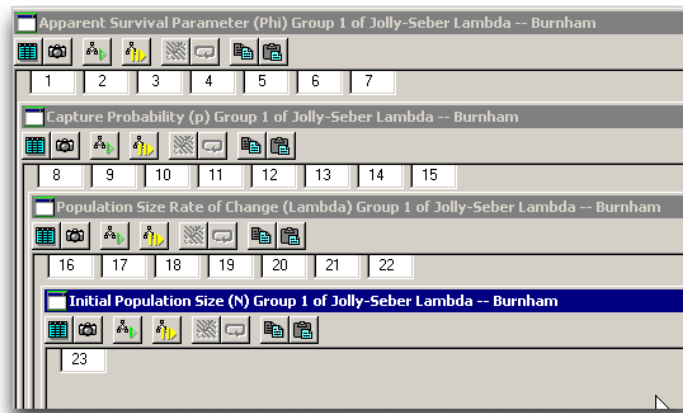 Apparent Survival Parameter (Phi) Group 1 of Jolly-Seber Lambda -- Burnham
1 2 3 4 5 6 7
Capture Probability (p) Group 1 of Jolly-Seber Lambda -- Burnham
8 9 10 11 12 13 14 15
Population Size Rate of Change (Lambda) Group 1 of Jolly-Seber Lambda -- Burnham
16 17 18 19 20 21 22
Initial Population Size (N) Group 1 of Jolly-Seber Lambda -- Burnham
23